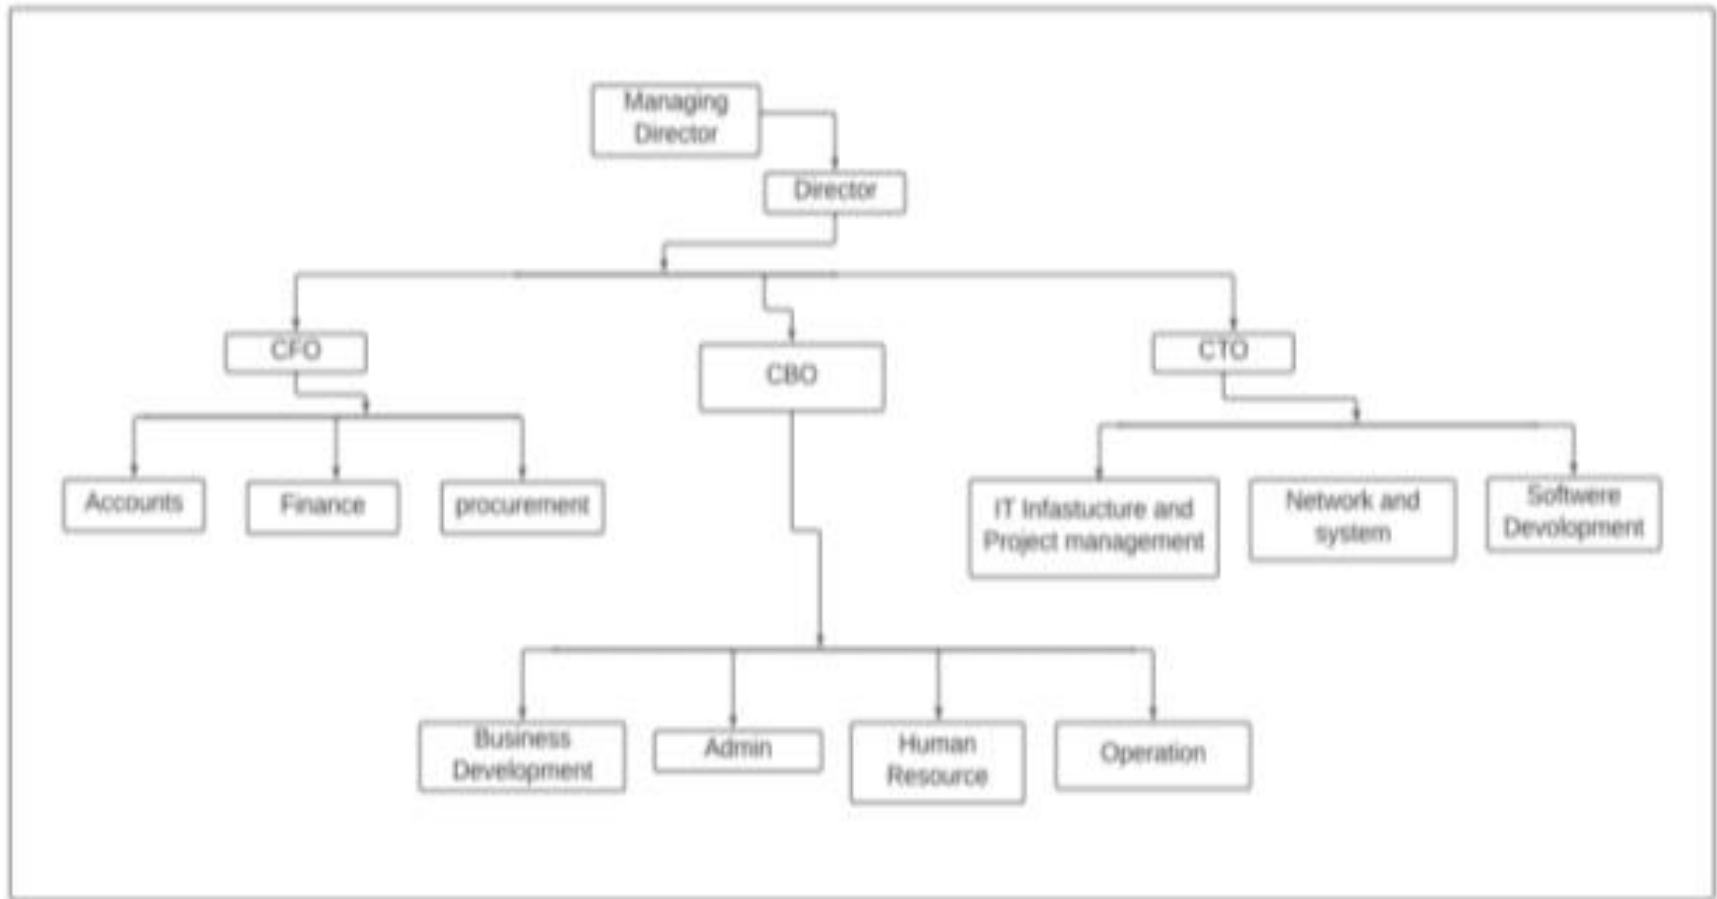 Managing
Director
Director
CFO
CBO
CTO
Accounts
Finance
procurement
IT Infastucture and
Project management
Network and
system
Softwere
Devolopment
Business
Development
Admin
Human
Resource
Operation